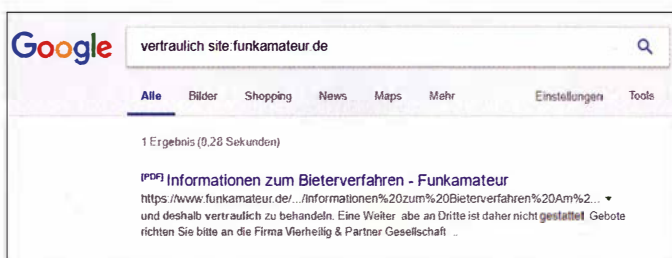 Google
vertraulich site:funkamateur.de
Alle Bilder Shopping News Maps Mehr Einstellungen Tools
1 Ergebnis (0,28 Sekunden)
[PDF] Informationen zum Bieterverfahren - Funkamateur
https://www.funkamateur.de/.../Informationen%20zum%20Bieterverfahren%20Am%2... ▾
und deshalb vertraulich zu behandeln. Eine Weiter abe an Dritte ist daher nicht gestattet Gebote
richten Sie bitte an die Firma Vierheilig & Partner Gesellschaft ..